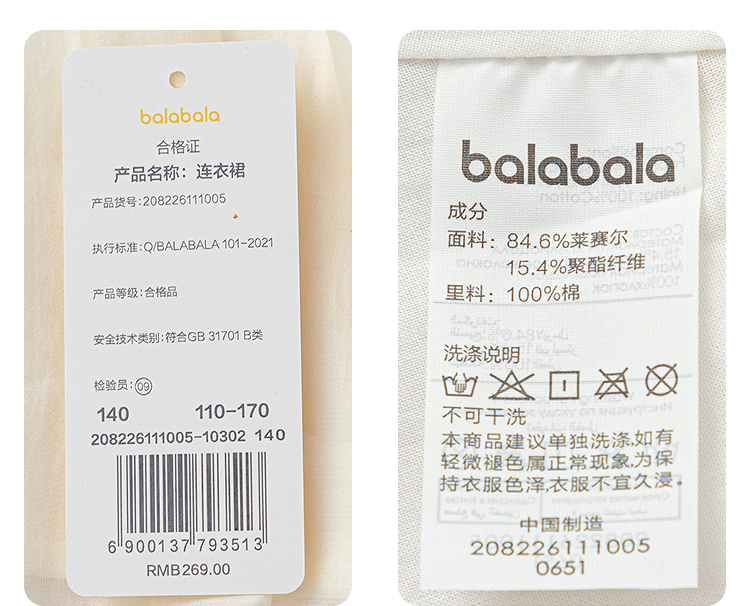 balabala
合格证
产品名称：连衣裙
产品货号:208226111005
执行标准:Q/BALABALA 101-2021
产品等级:合格品
安全技术类别:符合GB 31701 B类
检验员:09
140 110-170
208226111005-10302 140
6 900137 793513
RMB269.00
balabala
成分
面料：84.6%莱赛尔
15.4%聚酯纤维
里料：100%棉
洗涤说明
不可干洗
本商品建议单独洗涤,如有
轻微褪色属正常现象,为保
持衣服色泽,衣服不宜久浸。
中国制造
208226111005
0651